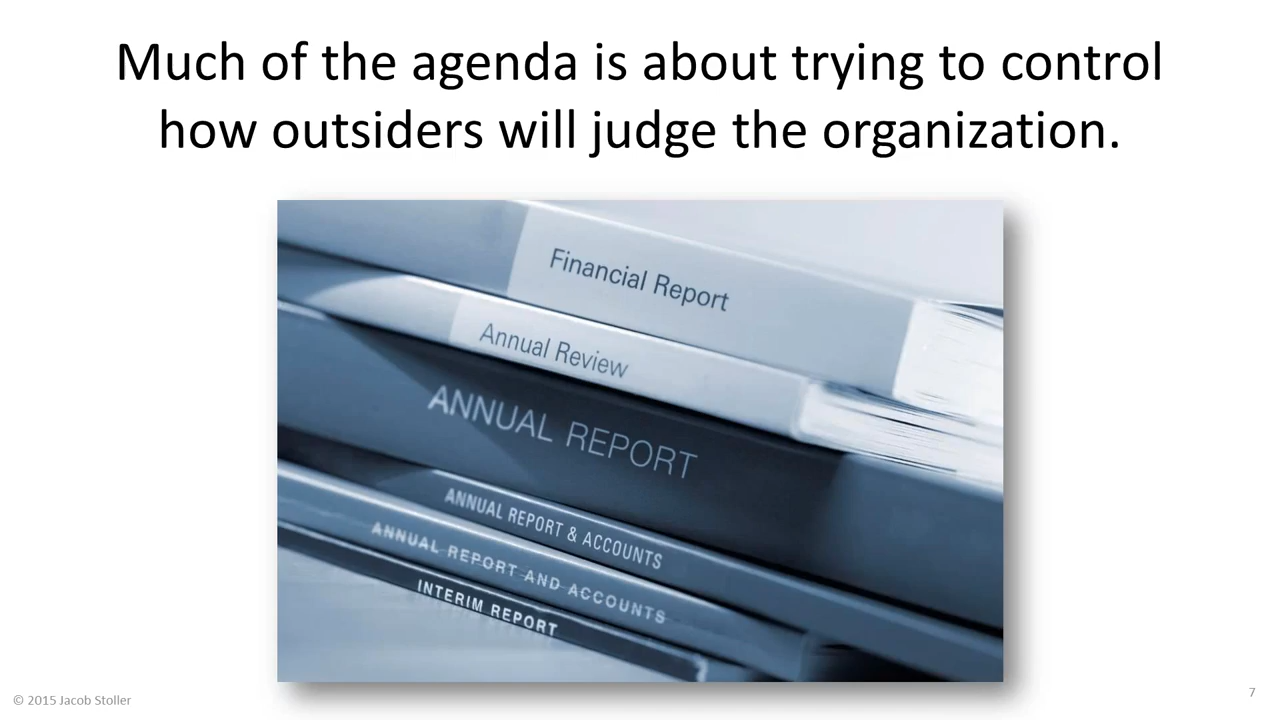 Much of the agenda is about trying to control
how outsiders will judge the organization.
Financial Report
Annual Review
ANNUAL REPORT
ANNUAL REPORT & ACCOUNTS
ANNUAL REPORT AND ACCOUNTS
INTERIM REPORT
© 2015 Jacob Stoller
7